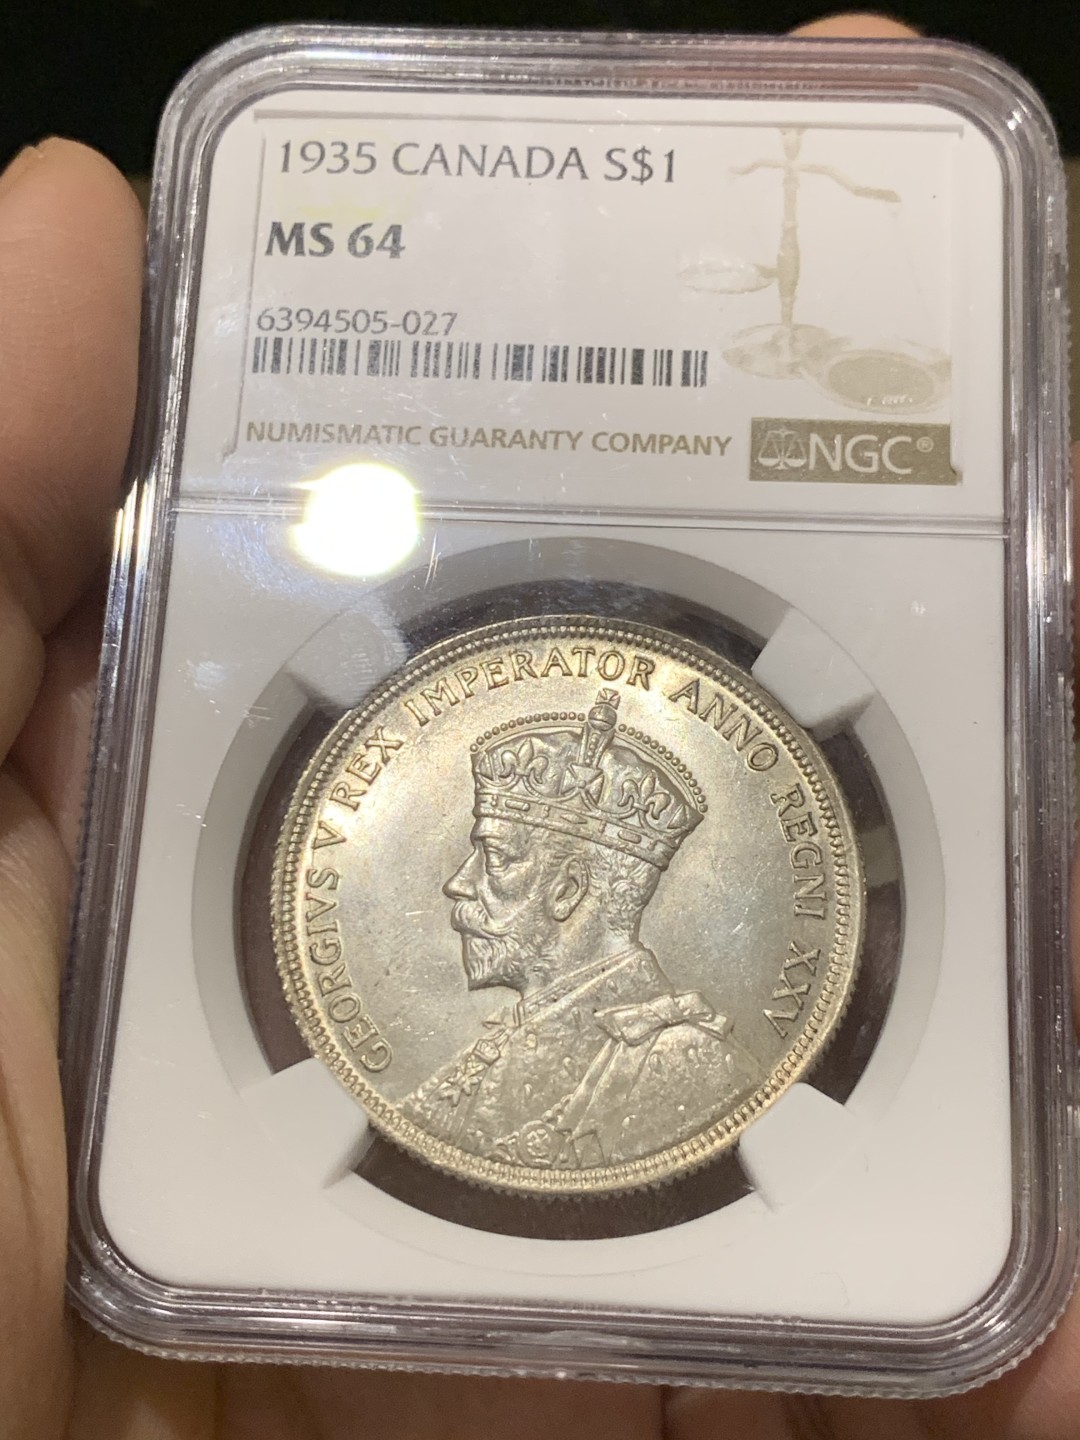 1935 CANADA S$1
MS 64
6394505-027
NUMISMATIC GUARANTY COMPANY
NGC®
GEORGIVS V REX IMPERATOR ANNO REGNI XXV